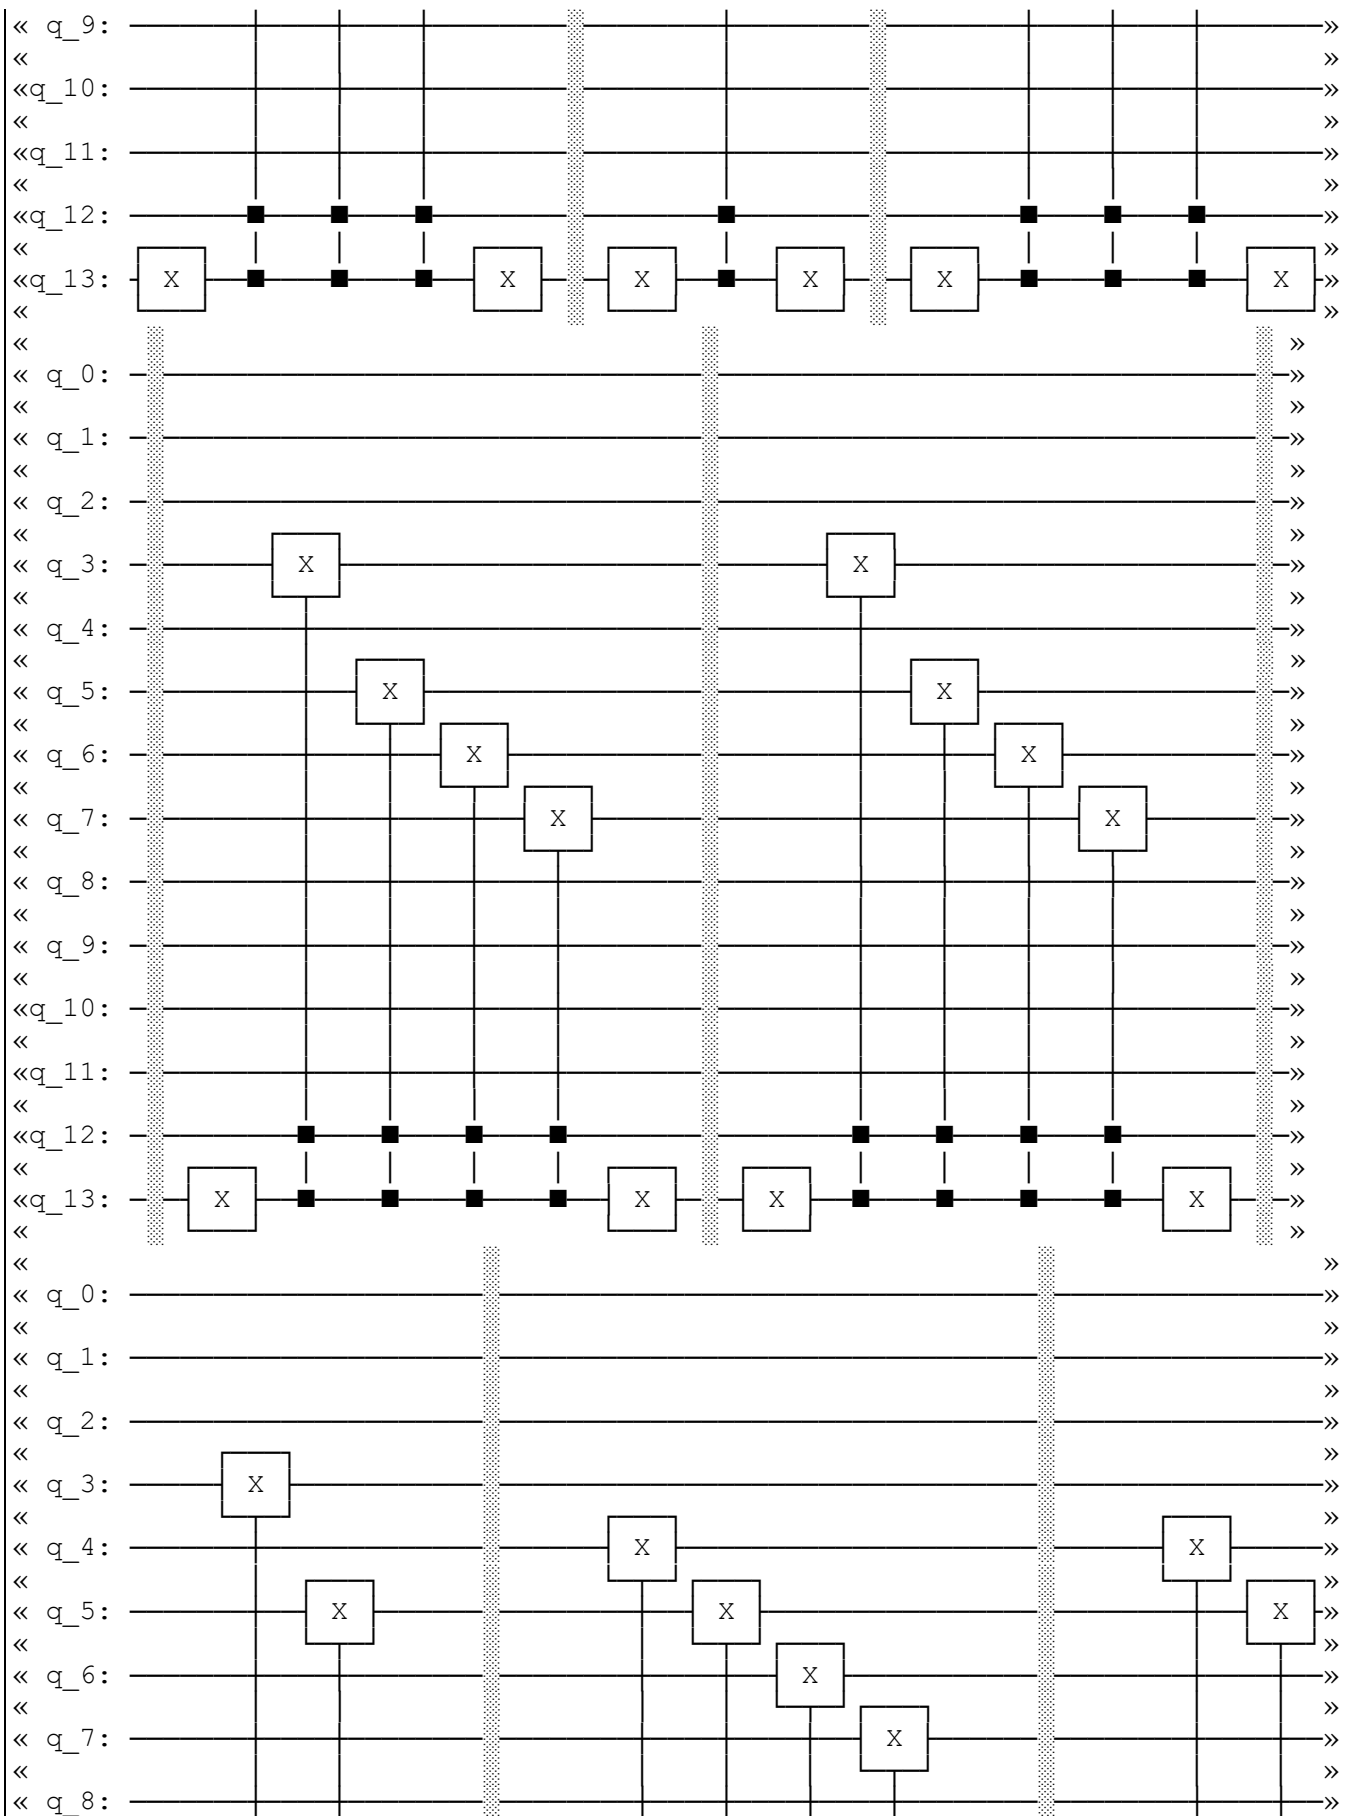 « q_9: »
« »
«q_10: »
« »
«q_11: »
« »
«q_12: ■ ■ ■ ■ ■ ■ ■ »
« »
«q_13: X ■ ■ ■ X X ■ X X ■ ■ ■ X »
« »
« »
« q_0: »
« »
« q_1: »
« »
« q_2: »
« »
« q_3: X X »
« »
« q_4: »
« »
« q_5: X X »
« »
« q_6: X X »
« »
« q_7: X X »
« »
« q_8: »
« »
« q_9: »
« »
«q_10: »
« »
«q_11: »
« »
«q_12: ■ ■ ■ ■ ■ ■ ■ ■ »
« »
«q_13: X ■ ■ ■ ■ X X ■ ■ ■ ■ X »
« »
« »
« q_0: »
« »
« q_1: »
« »
« q_2: »
« »
« q_3: X »
« »
« q_4: X X »
« »
« q_5: X X X »
« »
« q_6: X »
« »
« q_7: X »
« »
« q_8: »